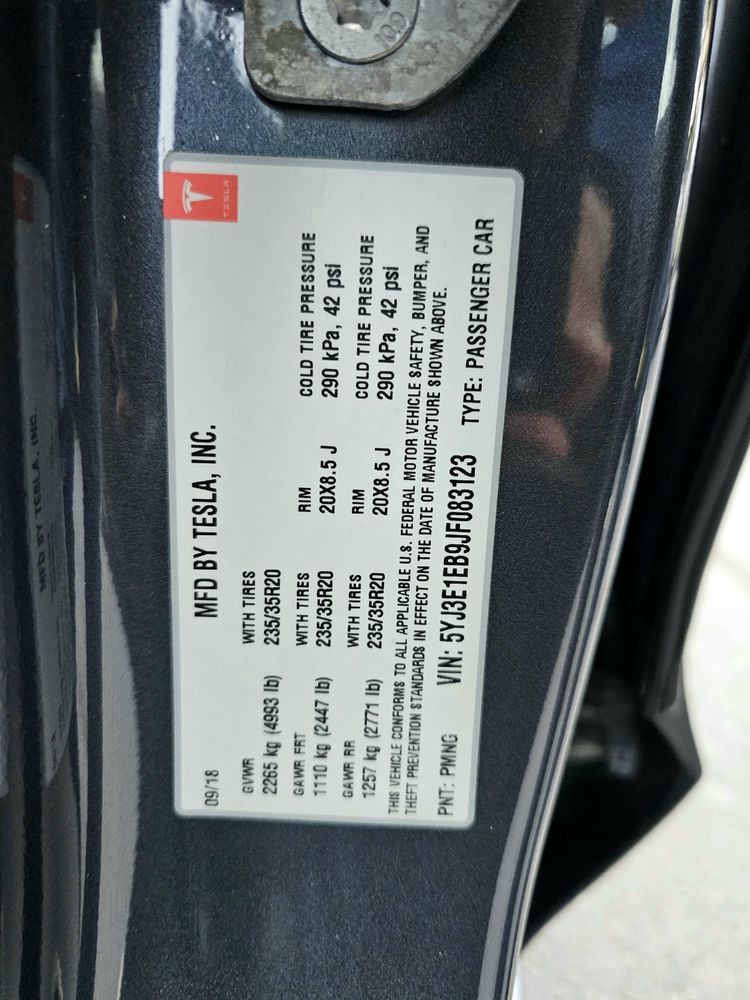 TESLA
MFD BY TESLA, INC.
09/18
GVWR WITH TIRES
2265 kg (4993 lb) 235/35R20
GAWR FRT WITH TIRES RIM COLD TIRE PRESSURE
1110 kg (2447 lb) 235/35R20 20X8.5 J 290 kPa, 42 psi
GAWR RR WITH TIRES RIM COLD TIRE PRESSURE
1257 kg (2771 lb) 235/35R20 20X8.5 J 290 kPa, 42 psi
THIS VEHICLE CONFORMS TO ALL APPLICABLE U.S. FEDERAL MOTOR VEHICLE SAFETY, BUMPER, AND
THEFT PREVENTION STANDARDS IN EFFECT ON THE DATE OF MANUFACTURE SHOWN ABOVE.
PNT: PMNG VIN: 5YJ3E1EB9JF083123 TYPE: PASSENGER CAR
MFD BY TESLA, INC.